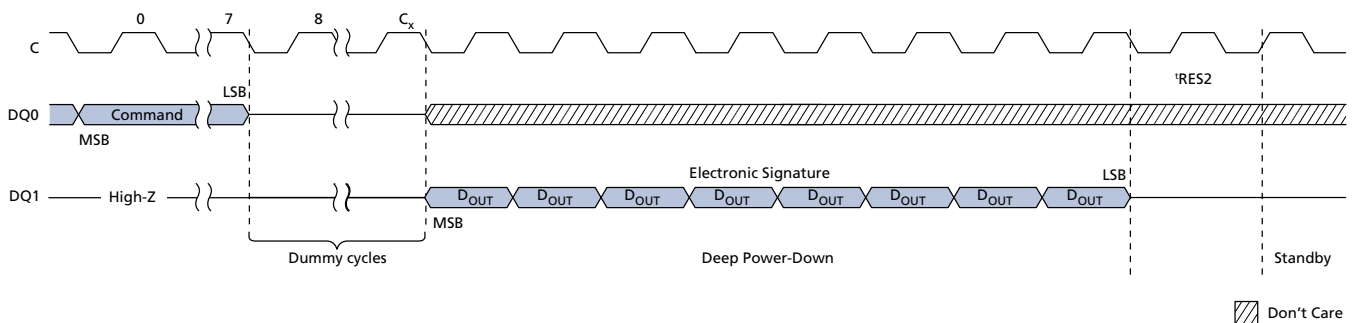 0 7 8 Cx
C
tRES2
LSB
DQ0 Command
MSB
Electronic Signature LSB
DQ1 High-Z DOUT DOUT DOUT DOUT DOUT DOUT DOUT DOUT
MSB
Dummy cycles Deep Power-Down Standby
Don't Care